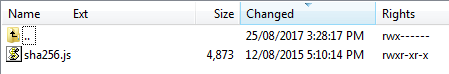 Name Ext Size Changed Rights
.. 25/08/2017 3:28:17 PM rwx------
sha256.js 4,873 12/08/2015 5:10:14 PM rwxr-xr-x